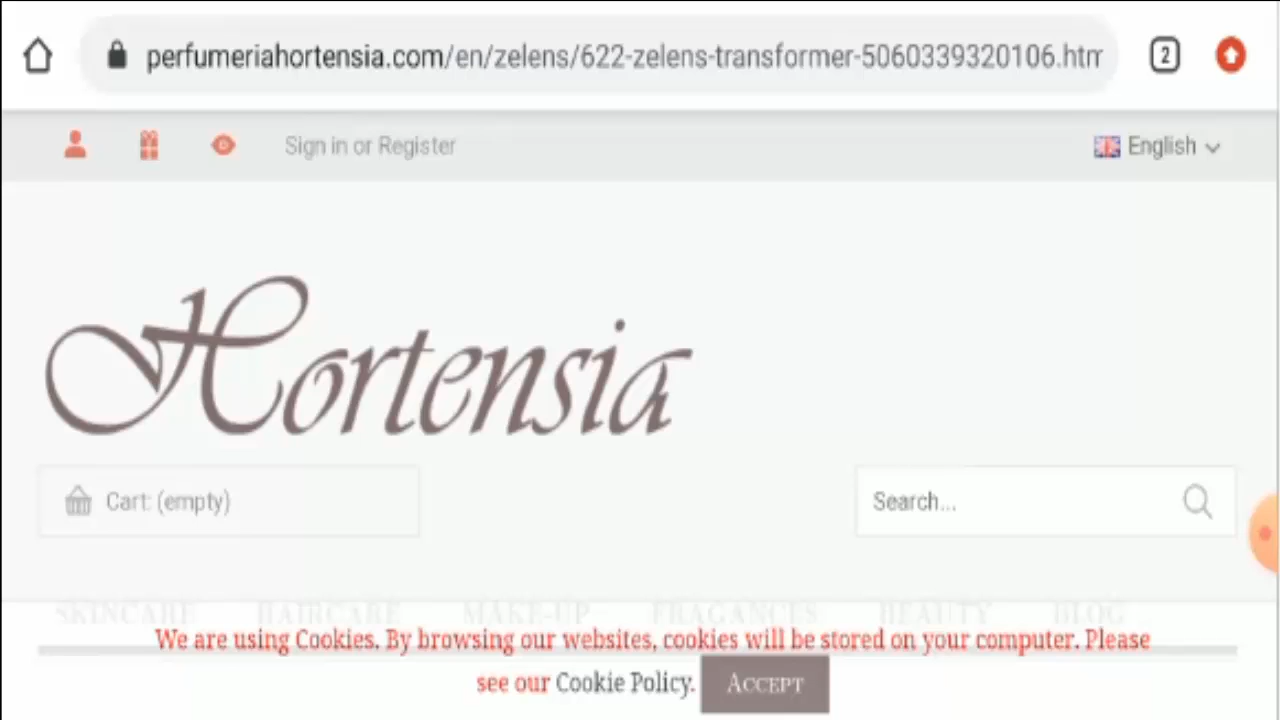 perfumeriahortensia.com/en/zelens/622-zelens-transformer-5060339320106.htm
2
Sign in or Register
English
Hortensia
Cart: (empty)
Search...
SKINCARE HAIRCARE MAKE-UP FRAGANCES BEAUTY BLOG
We are using Cookies. By browsing our websites, cookies will be stored on your computer. Please
see our Cookie Policy. ACCEPT